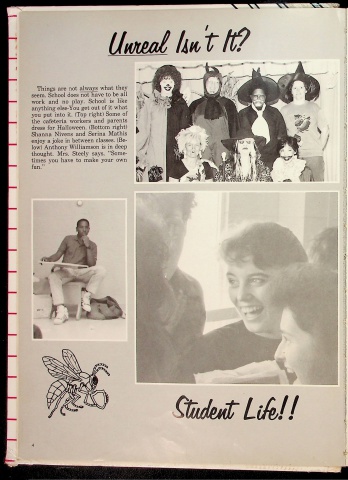 Unreal Isn't It?
Things are not always what they
seem. School does not have to be all
work and no play. School is like
anything else-You get out of it what
you put into it. (Top right) Some of
the cafeteria workers and parents
dress for Halloween. (Bottom right)
Shanna Nivens and Serina Mathis
enjoy a joke in between classes. (Be-
low) Anthony Williamson is in deep
thought. Mrs. Steely says, "Some-
times you have to make your own
fun."
Student Life!!